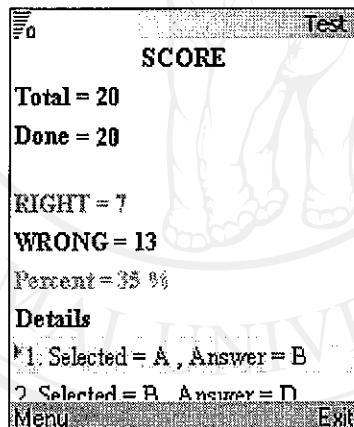 Test
SCORE
Total = 20
Done = 20
RIGHT = 7
WRONG = 13
Percent = 35 %
Details
*1. Selected = A , Answer = B
2. Selected = B , Answer = D
Menu Exit